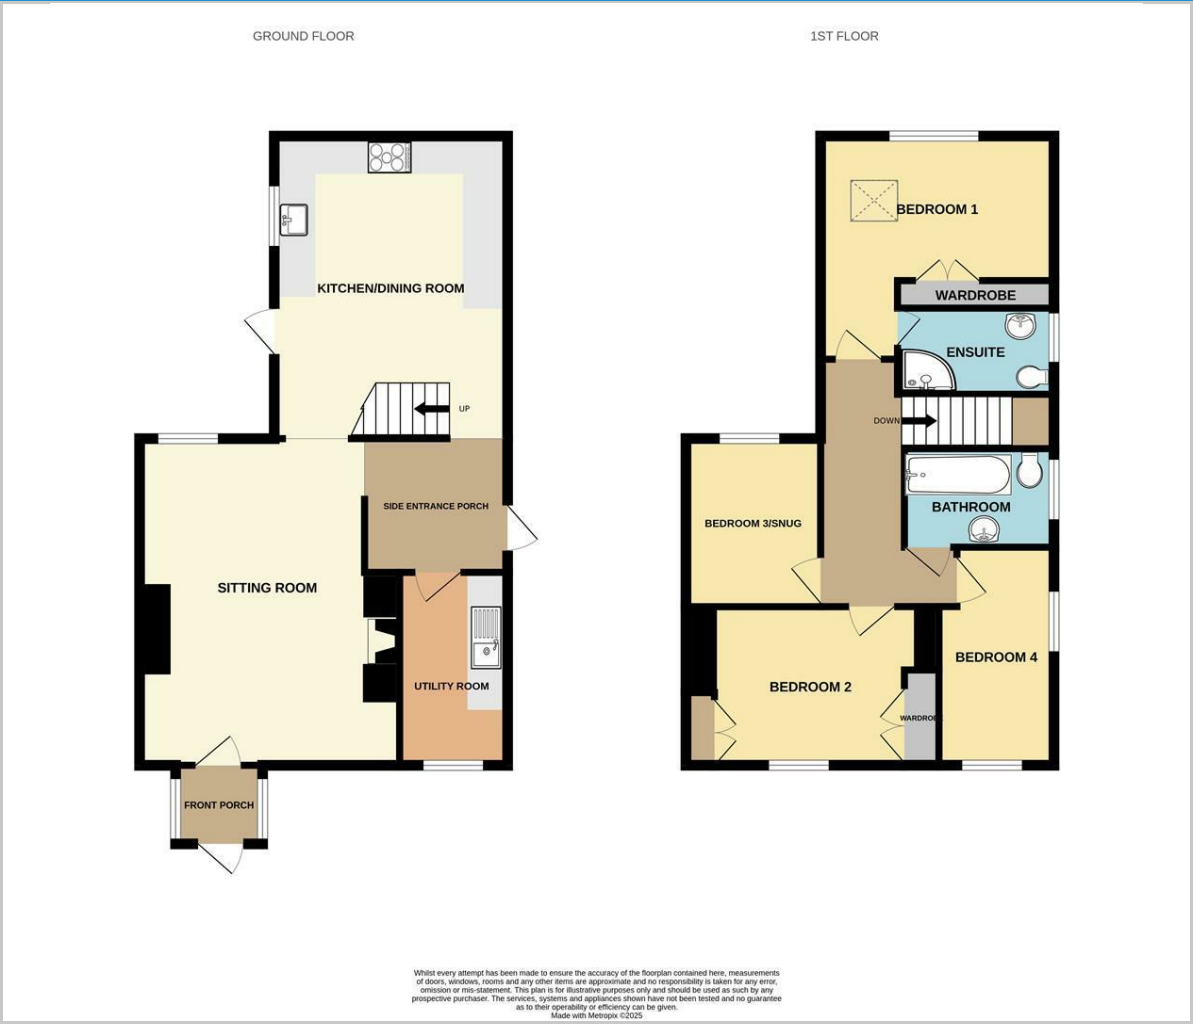 GROUND FLOOR
1ST FLOOR
KITCHEN/DINING ROOM
UP
SIDE ENTRANCE PORCH
SITTING ROOM
UTILITY ROOM
FRONT PORCH
BEDROOM 1
WARDROBE
ENSUITE
DOWN
BATHROOM
BEDROOM 3/SNUG
BEDROOM 4
BEDROOM 2
WARDROBE
Whilst every attempt has been made to ensure the accuracy of the floorplan contained here, measurements
of doors, windows, rooms and any other items are approximate and no responsibility is taken for any error,
omission or mis-statement. This plan is for illustrative purposes only and should be used as such by any
prospective purchaser. The services, systems and appliances shown have not been tested and no guarantee
as to their operability or efficiency can be given.
Made with Metropix ©2025